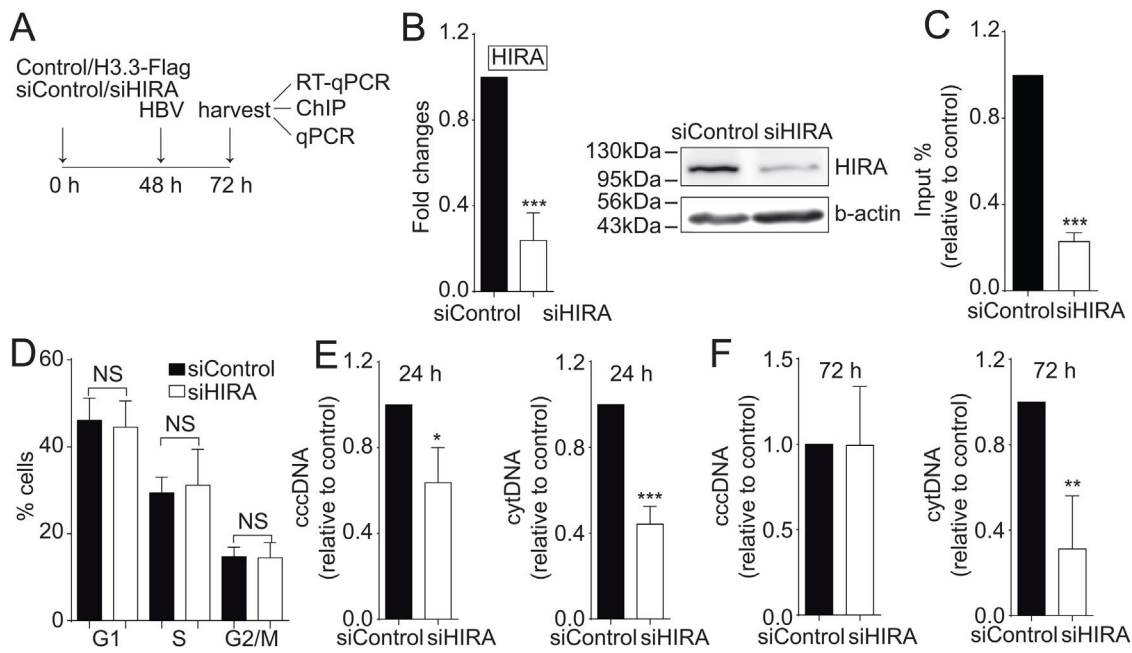 A
Control/H3.3-Flag
siControl/siHIRA
HBV
harvest
RT-qPCR
ChIP
qPCR
0 h
48 h
72 h
B
HIRA
Fold changes
1.2
0.8
0.4
0.0
***
siControl
siHIRA
siControl siHIRA
130kDa
95kDa
HIRA
56kDa
43kDa
b-actin
C
Input %
(relative to control)
1.2
0.8
0.4
0.0
***
siControl siHIRA
D
siControl
siHIRA
% cells
60
40
20
0
NS
NS
NS
G1
S
G2/M
E
24 h
cccDNA
(relative to control)
1.2
0.8
0.4
0.0
*
siControl siHIRA
24 h
cytDNA
(relative to control)
1.2
0.8
0.4
0.0
***
siControl siHIRA
F
72 h
cccDNA
(relative to control)
1.5
1.0
0.5
0.0
siControl siHIRA
72 h
cytDNA
(relative to control)
1.2
0.8
0.4
0.0
**
siControl siHIRA